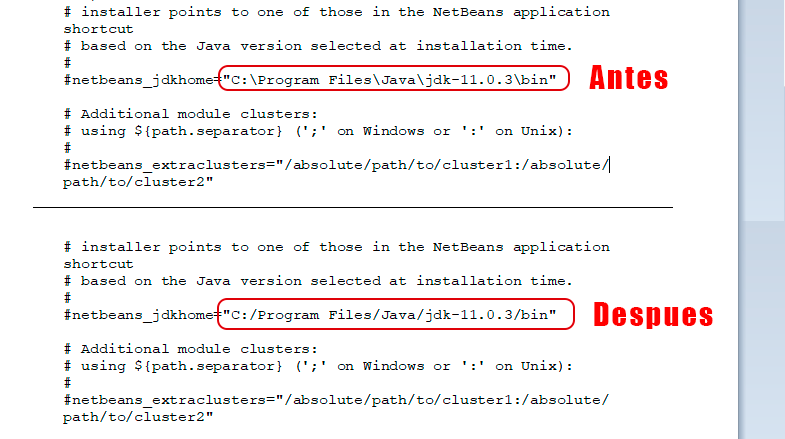 # installer points to one of those in the NetBeans application
shortcut
# based on the Java version selected at installation time.
#
#netbeans_jdkhome="C:\Program Files\Java\jdk-11.0.3\bin" Antes
# Additional module clusters:
# using ${path.separator} (';' on Windows or ':' on Unix):
#
#netbeans_extraclusters="/absolute/path/to/cluster1:/absolute/
path/to/cluster2"
# installer points to one of those in the NetBeans application
shortcut
# based on the Java version selected at installation time.
#
#netbeans_jdkhome="C:/Program Files/Java/jdk-11.0.3/bin" Despues
# Additional module clusters:
# using ${path.separator} (';' on Windows or ':' on Unix):
#
#netbeans_extraclusters="/absolute/path/to/cluster1:/absolute/
path/to/cluster2"